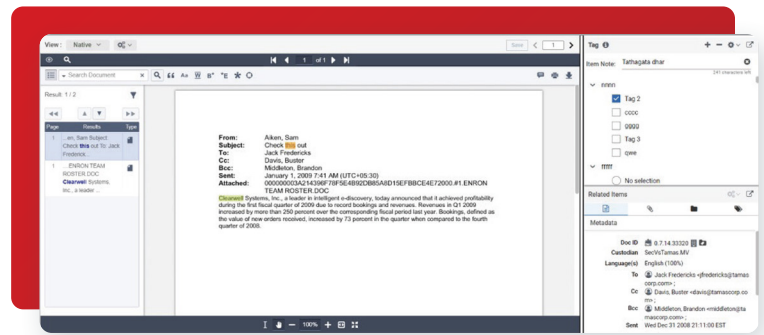 View : Native
Save
1
1 of 1
Search Document
Result 1 / 2
Page Results Type
1 ...en, Sam Subject
Check this out To: Jack
Frederick...
1 ...ENRON TEAM
ROSTER.DOC
Clearwell Systems,
Inc., a leader ...
From: Aiken, Sam
Subject: Check this out
To: Jack Fredericks
Cc: Davis, Buster
Bcc: Middleton, Brandon
Sent: January 1, 2009 7:41 AM (UTC+05:30)
Attached: 000000003A214396F78F5E4B92DB85A8D15EFBBCE4E72000.#1.ENRON
TEAM ROSTER.DOC
Clearwell Systems, Inc., a leader in intelligent e-discovery, today announced that it achieved profitability
during the first fiscal quarter of 2009 due to record bookings and revenues. Revenues in Q1 2009
increased by more than 250 percent over the corresponding fiscal period last year. Bookings, defined as
the value of new orders received, increased by 73 percent in the quarter when compared to the fourth
quarter of 2008.
100%
Tag
Item Note: Tathagata dhar
241 characters left
nnnn
Tag 2
cccc
gggg
Tag 3
qwe
No selection
Related Items
Metadata
Doc ID 0.7.14.33320
Custodian SecVsTamas.MV
Language(s) English (100%)
To Jack Fredericks <jfredericks@tamas
corp.com> ;
Cc Davis, Buster <davis@tamascorp.co
m> ;
Bcc Middleton, Brandon <middleton@ta
mascorp.com> ;
Sent Wed Dec 31 2008 21:11:00 EST